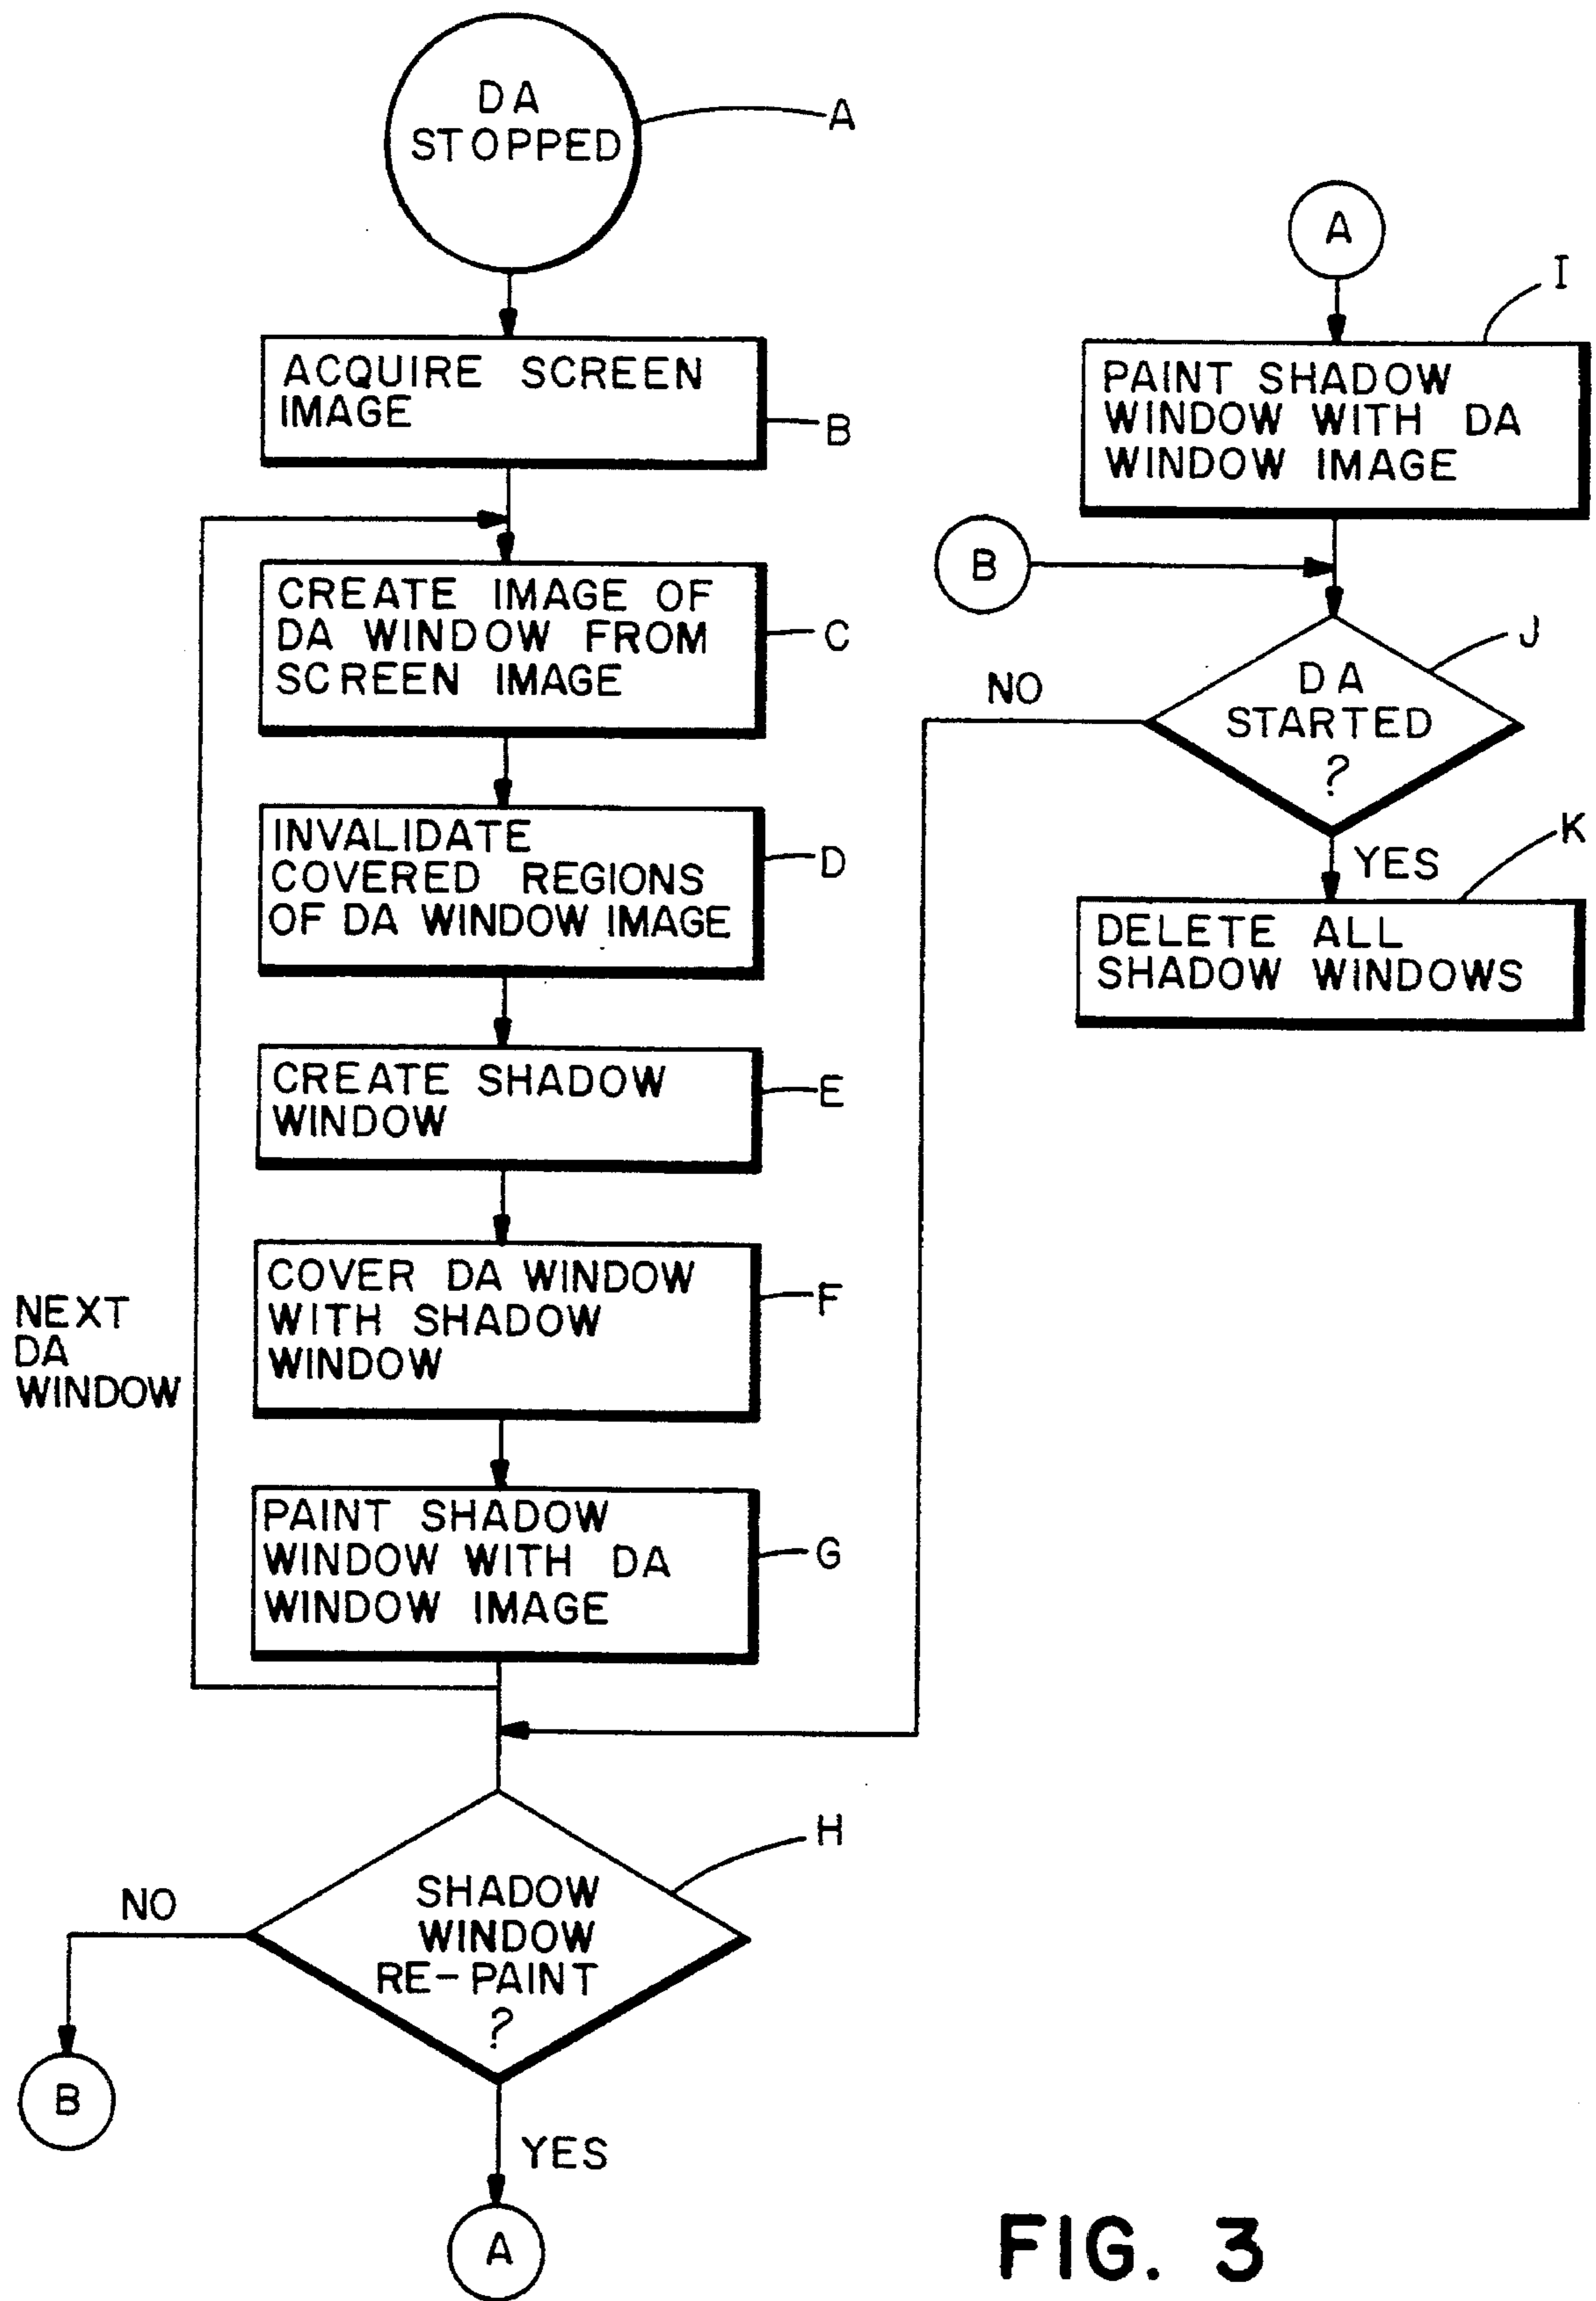 DA
STOPPED
A
ACQUIRE SCREEN
IMAGE
B
CREATE IMAGE OF
DA WINDOW FROM
SCREEN IMAGE
C
INVALIDATE
COVERED REGIONS
OF DA WINDOW IMAGE
D
CREATE SHADOW
WINDOW
E
COVER DA WINDOW
WITH SHADOW
WINDOW
F
NEXT
DA
WINDOW
PAINT SHADOW
WINDOW WITH DA
WINDOW IMAGE
G
H
SHADOW
WINDOW
RE-PAINT
?
NO
B
YES
A
A
I
PAINT SHADOW
WINDOW WITH DA
WINDOW IMAGE
B
J
DA
STARTED
?
NO
YES
K
DELETE ALL
SHADOW WINDOWS
FIG. 3